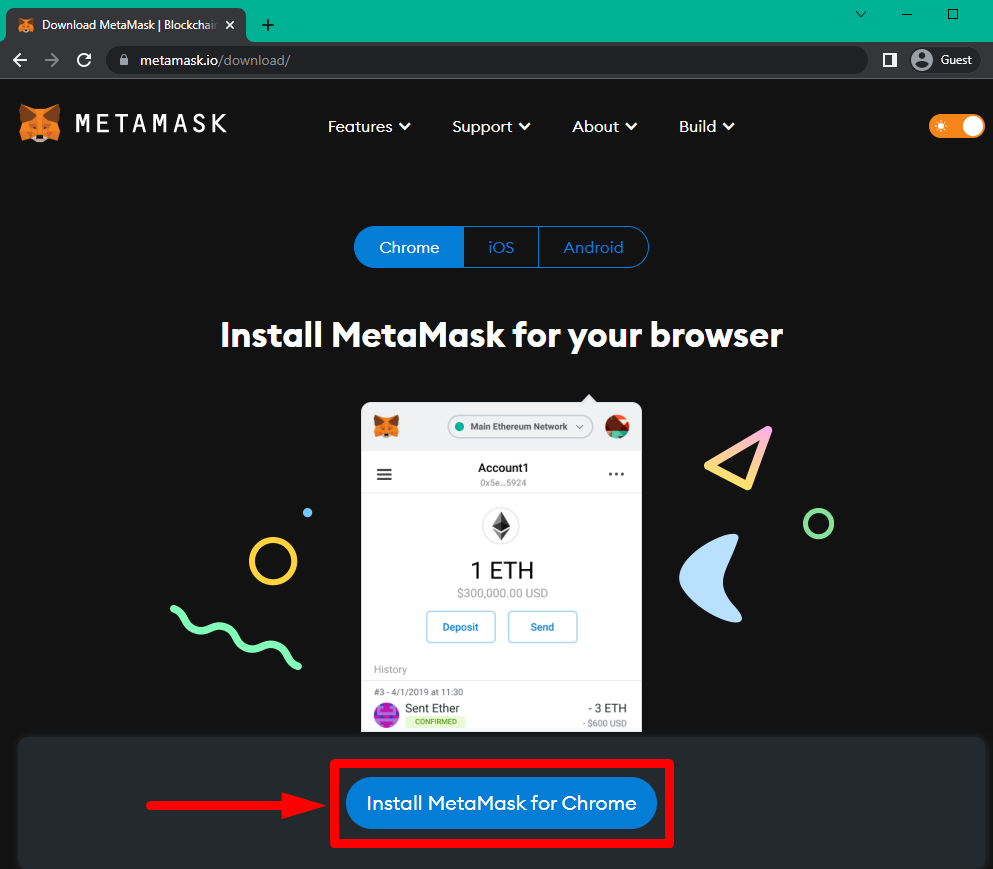 Download MetaMask | Blockchain
metamask.io/download/
Guest
METAMASK
Features
Support
About
Build
Chrome
iOS
Android
Install MetaMask for your browser
Main Ethereum Network
Account1
0x5e...5924
1 ETH
$300,000.00 USD
Deposit
Send
History
#3 - 4/1/2019 at 11:30
Sent Ether
- 3 ETH
CONFIRMED
- $600 USD
Install MetaMask for Chrome